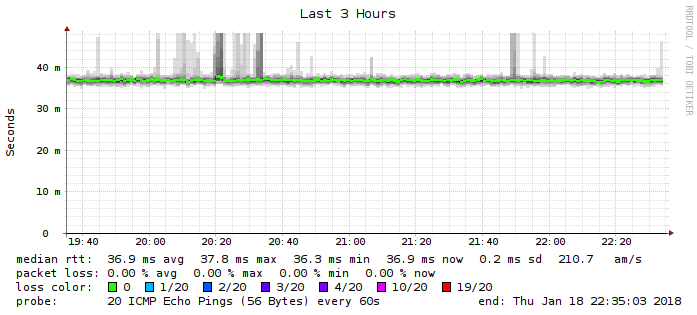 Last 3 Hours
RRDTOOL / TOBI OETIKER
Seconds
40 m
30 m
20 m
10 m
0
19:40 20:00 20:20 20:40 21:00 21:20 21:40 22:00 22:20
median rtt: 36.9 ms avg 37.8 ms max 36.3 ms min 36.9 ms now 0.2 ms sd 210.7 am/s
packet loss: 0.00 % avg 0.00 % max 0.00 % min 0.00 % now
loss color: 0 1/20 2/20 3/20 4/20 10/20 19/20
probe: 20 ICMP Echo Pings (56 Bytes) every 60s end: Thu Jan 18 22:35:03 2018